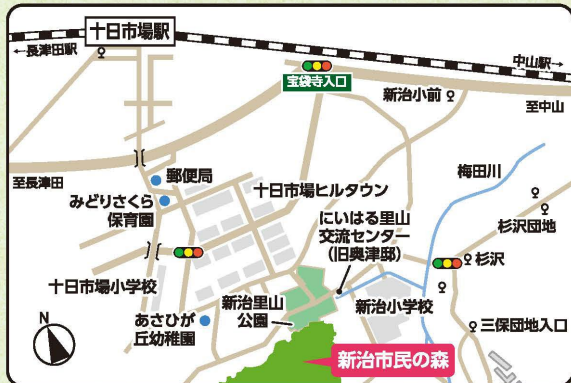 十日市場駅
←長津田駅
中山駅→
宝袋寺入口
新治小前
至中山
至長津田
郵便局
梅田川
みどりさくら
保育園
十日市場ヒルタウン
にいはる里山
交流センター
（旧奥津邸）
杉沢団地
十日市場小学校
杉沢
新治里山
公園
新治小学校
あさひが
丘幼稚園
三保団地入口
N
新治市民の森